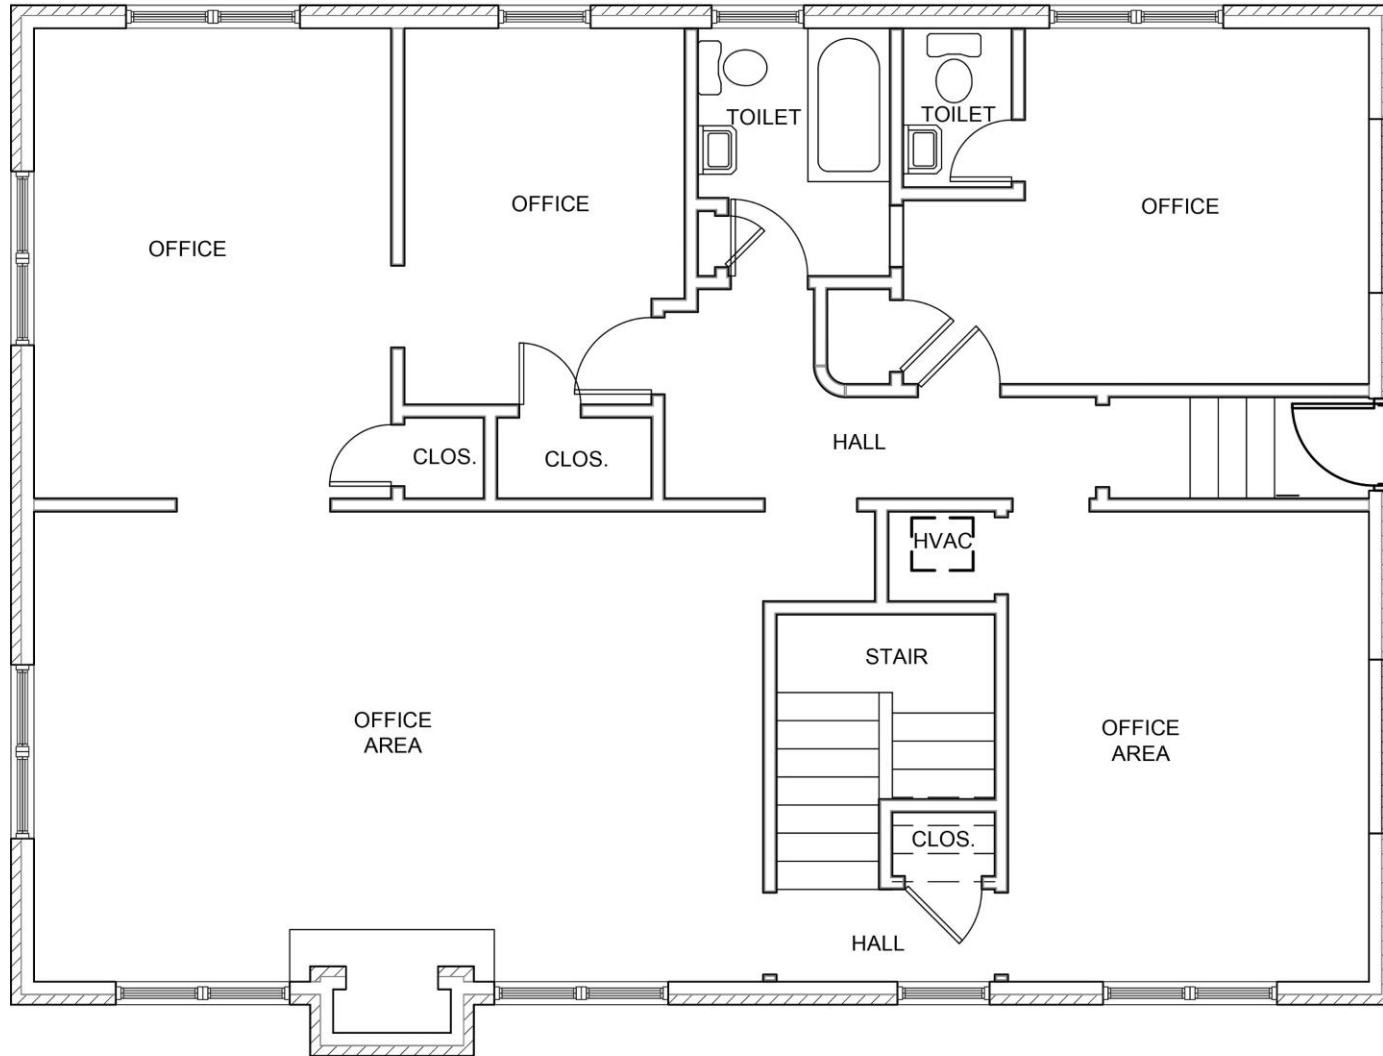 TOILET
TOILET
OFFICE
OFFICE
OFFICE
HALL
CLOS.
CLOS.
HVAC
STAIR
OFFICE
AREA
OFFICE
AREA
CLOS.
HALL